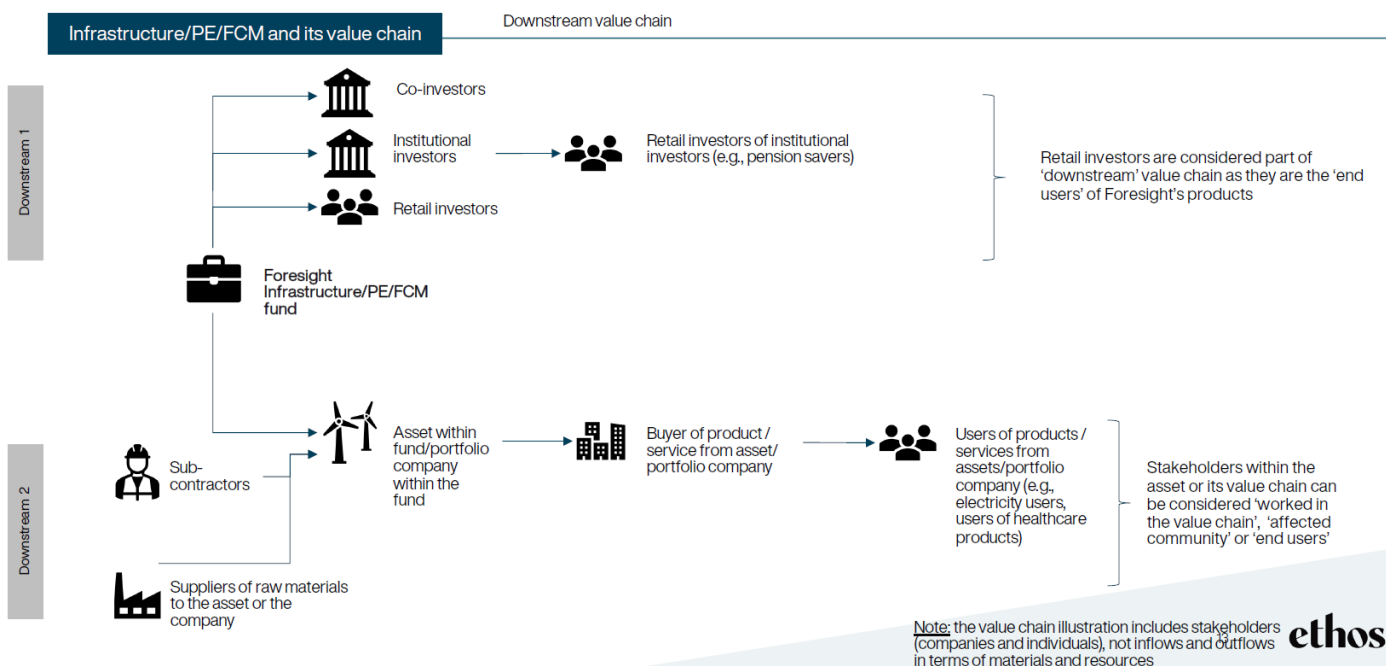 Infrastructure/PE/FCM and its value chain
Downstream value chain
Downstream 1
Co-investors
Institutional
investors
Retail investors of institutional
investors (e.g., pension savers)
Retail investors
Retail investors are considered part of
‘downstream’ value chain as they are the ‘end
users’ of Foresight’s products
Foresight
Infrastructure/PE/FCM
fund
Downstream 2
Sub-
contractors
Asset within
fund/portfolio
company
within the
fund
Buyer of product /
service from asset/
portfolio company
Users of products /
services from
assets/portfolio
company (e.g.,
electricity users,
users of healthcare
products)
Stakeholders within the
asset or its value chain can
be considered ‘worked in
the value chain’, ‘affected
community’ or ‘end users’
Suppliers of raw materials
to the asset or the
company
Note: the value chain illustration includes stakeholders
(companies and individuals), not inflows and outflows
in terms of materials and resources
13
ethos